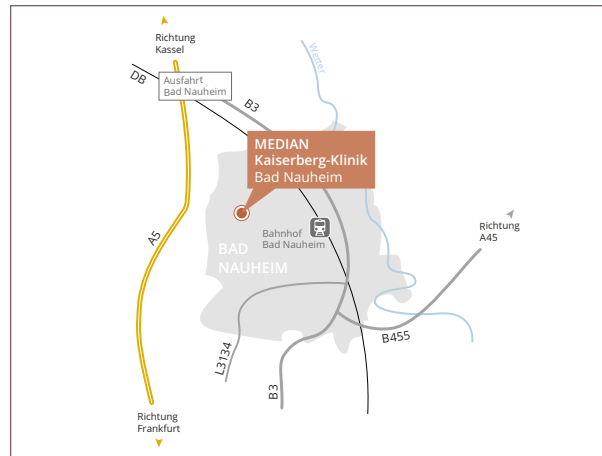 Richtung
Kassel
Wetter
DB
Ausfahrt
Bad Nauheim
B3
MEDIAN
Kaiserberg-Klinik
Bad Nauheim
Richtung
A45
A5
Bahnhof
Bad Nauheim
BAD
NAUHEIM
B455
L3134
B3
Richtung
Frankfurt